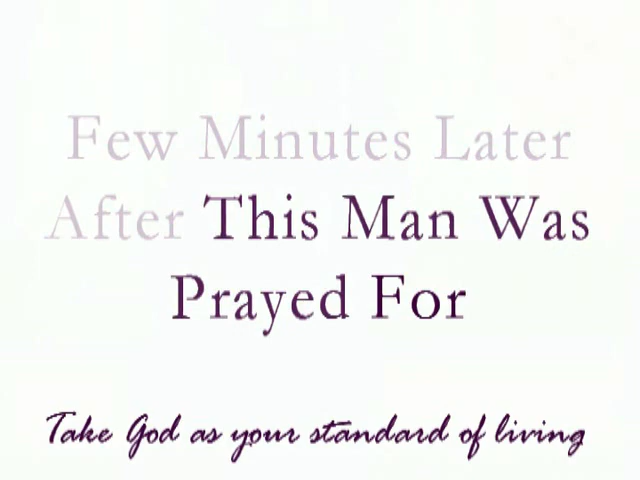 Few Minutes Later
After This Man Was
Prayed For
Take God as your standard of living